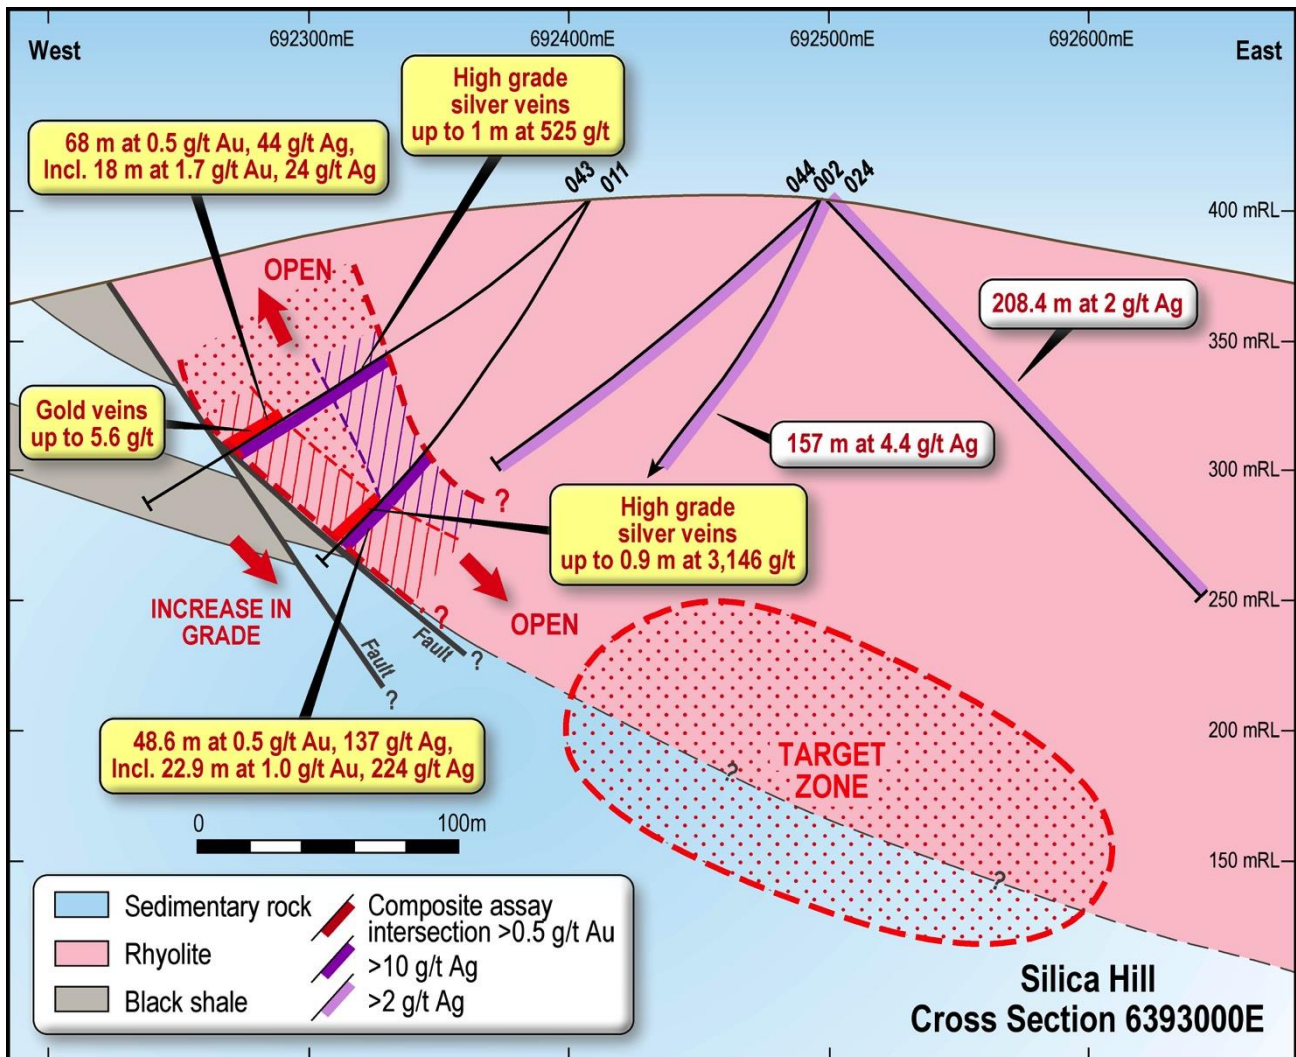 692300mE
692400mE
692500mE
692600mE
West
East
High grade
silver veins
up to 1 m at 525 g/t
68 m at 0.5 g/t Au, 44 g/t Ag,
Incl. 18 m at 1.7 g/t Au, 24 g/t Ag
043
011
044
002
024
400 mRL
OPEN
208.4 m at 2 g/t Ag
350 mRL
Gold veins
up to 5.6 g/t
157 m at 4.4 g/t Ag
300 mRL
?
High grade
silver veins
up to 0.9 m at 3,146 g/t
INCREASE IN
GRADE
OPEN
250 mRL
?
Fault
?
Fault
?
48.6 m at 0.5 g/t Au, 137 g/t Ag,
Incl. 22.9 m at 1.0 g/t Au, 224 g/t Ag
200 mRL
TARGET
ZONE
?
?
0
100m
150 mRL
Sedimentary rock
Rhyolite
Black shale
Composite assay
intersection >0.5 g/t Au
>10 g/t Ag
>2 g/t Ag
Silica Hill
Cross Section 6393000E